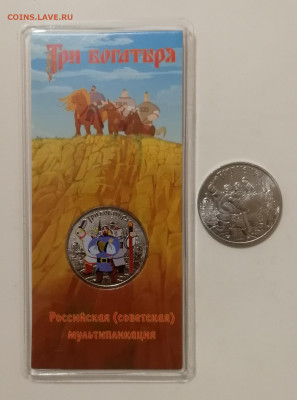 COINS.LAVE.RU
Три богатыря
Российская (советская)
мультипликация